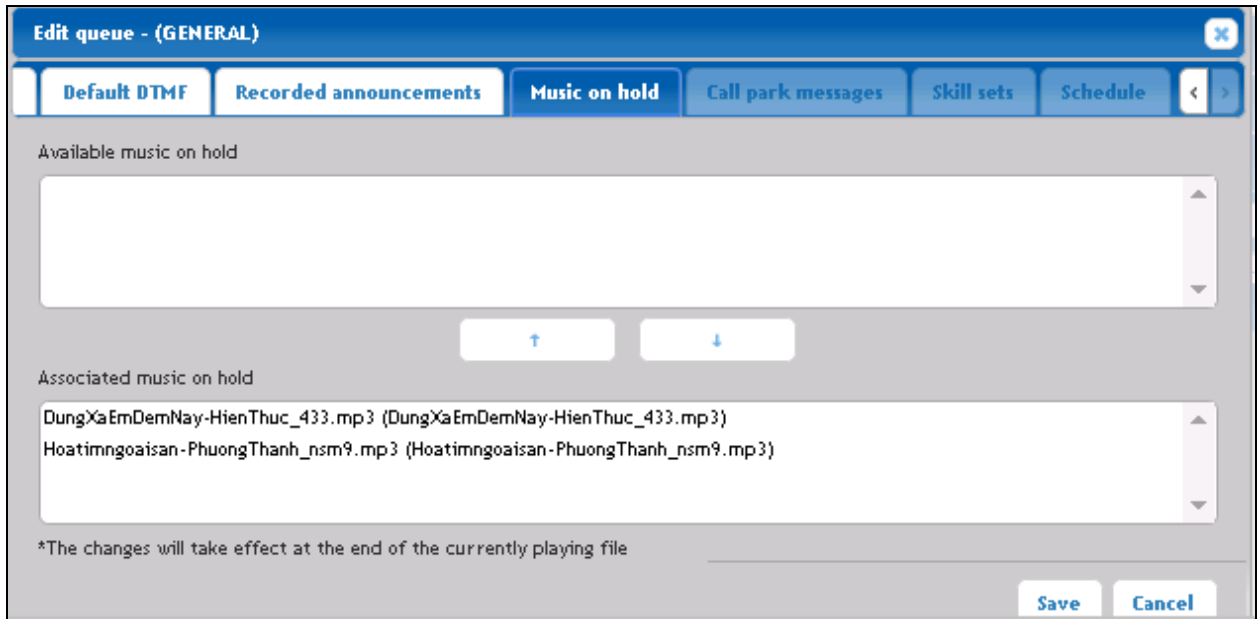 Edit queue - (GENERAL)
Default DTMF Recorded announcements Music on hold Call park messages Skill sets Schedule
Available music on hold
Associated music on hold
DungXaEmDemNay-HienThuc_433.mp3 (DungXaEmDemNay-HienThuc_433.mp3)
Hoatimngoaisan-PhuongThanh_nsm9.mp3 (Hoatimngoaisan-PhuongThanh_nsm9.mp3)
*The changes will take effect at the end of the currently playing file
Save Cancel